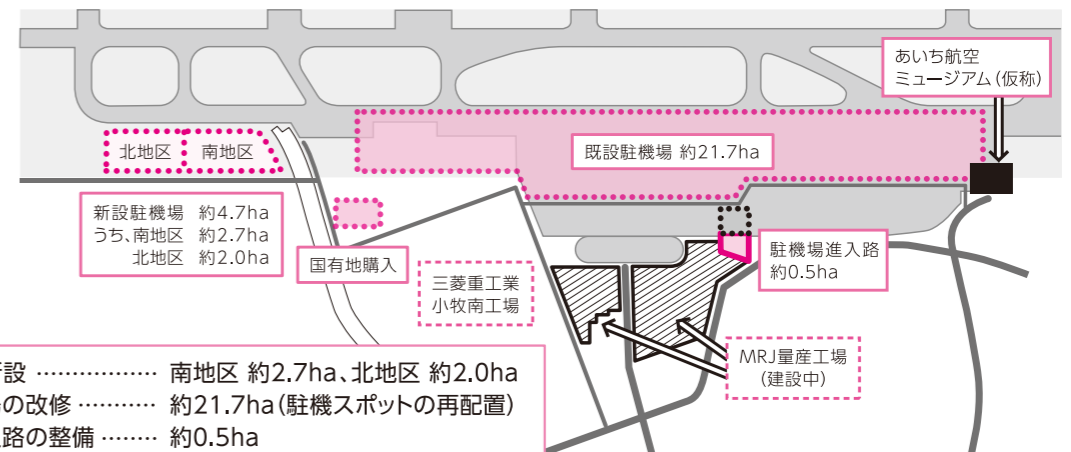 あいち航空
ミュージアム（仮称）
北地区
南地区
既設駐機場 約21.7ha
新設駐機場 約4.7ha
うち、南地区 約2.7ha
北地区 約2.0ha
国有地購入
三菱重工業
小牧南工場
駐機場進入路
約0.5ha
MRJ量産工場
（建設中）
設 ……………… 南地区 約2.7ha、北地区 約2.0ha
の改修 ………… 約21.7ha（駐機スポットの再配置）
路の整備 ……… 約0.5ha